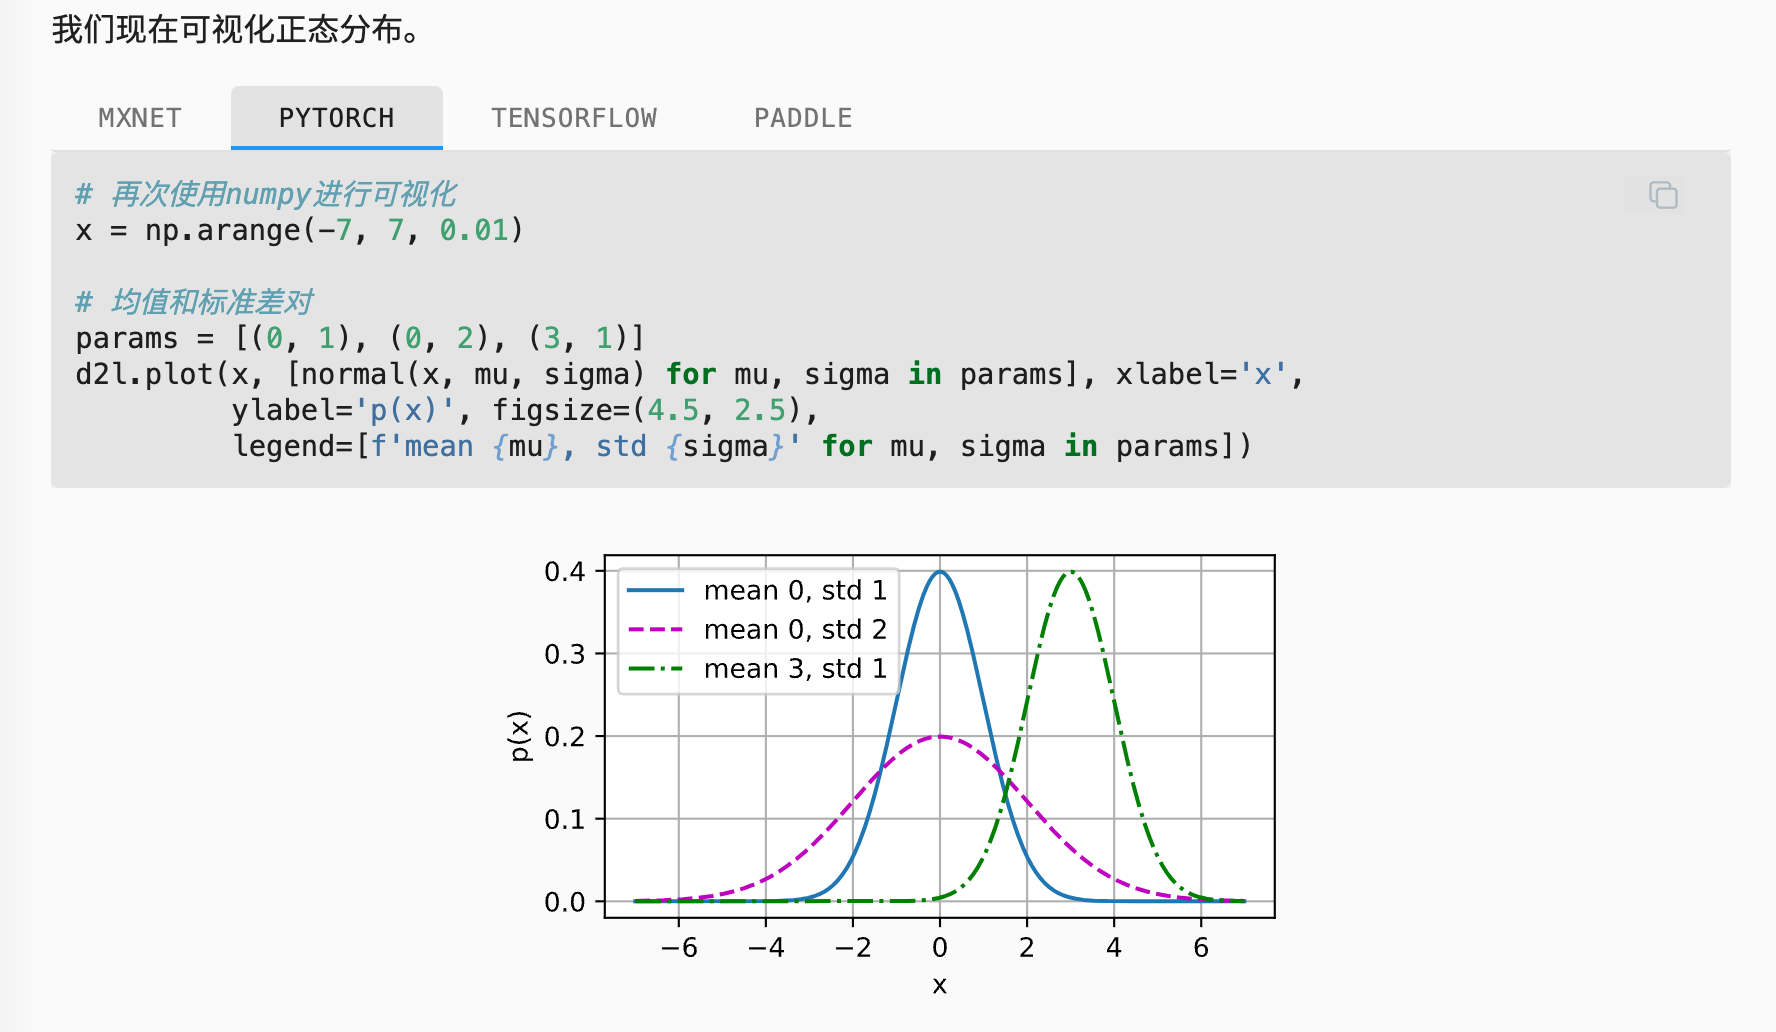 我们现在可视化正态分布。
MXNET PYTORCH TENSORFLOW PADDLE
# 再次使用numpy进行可视化
x = np.arange(-7, 7, 0.01)
# 均值和标准差对
params = [(0, 1), (0, 2), (3, 1)]
d2l.plot(x, [normal(x, mu, sigma) for mu, sigma in params], xlabel='x',
         ylabel='p(x)', figsize=(4.5, 2.5),
         legend=[f'mean {mu}, std {sigma}' for mu, sigma in params])
mean 0, std 1
mean 0, std 2
mean 3, std 1
p(x)
0.4
0.3
0.2
0.1
0.0
−6 −4 −2 0 2 4 6
x